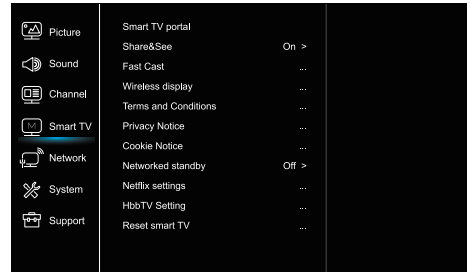 Picture
Sound
Channel
M
Smart TV
Network
System
Support
Smart TV portal
Share&See On >
Fast Cast ...
Wireless display ...
Terms and Conditions ...
Privacy Notice ...
Cookie Notice ...
Networked standby Off >
Netflix settings ...
HbbTV Setting ...
Reset smart TV ...